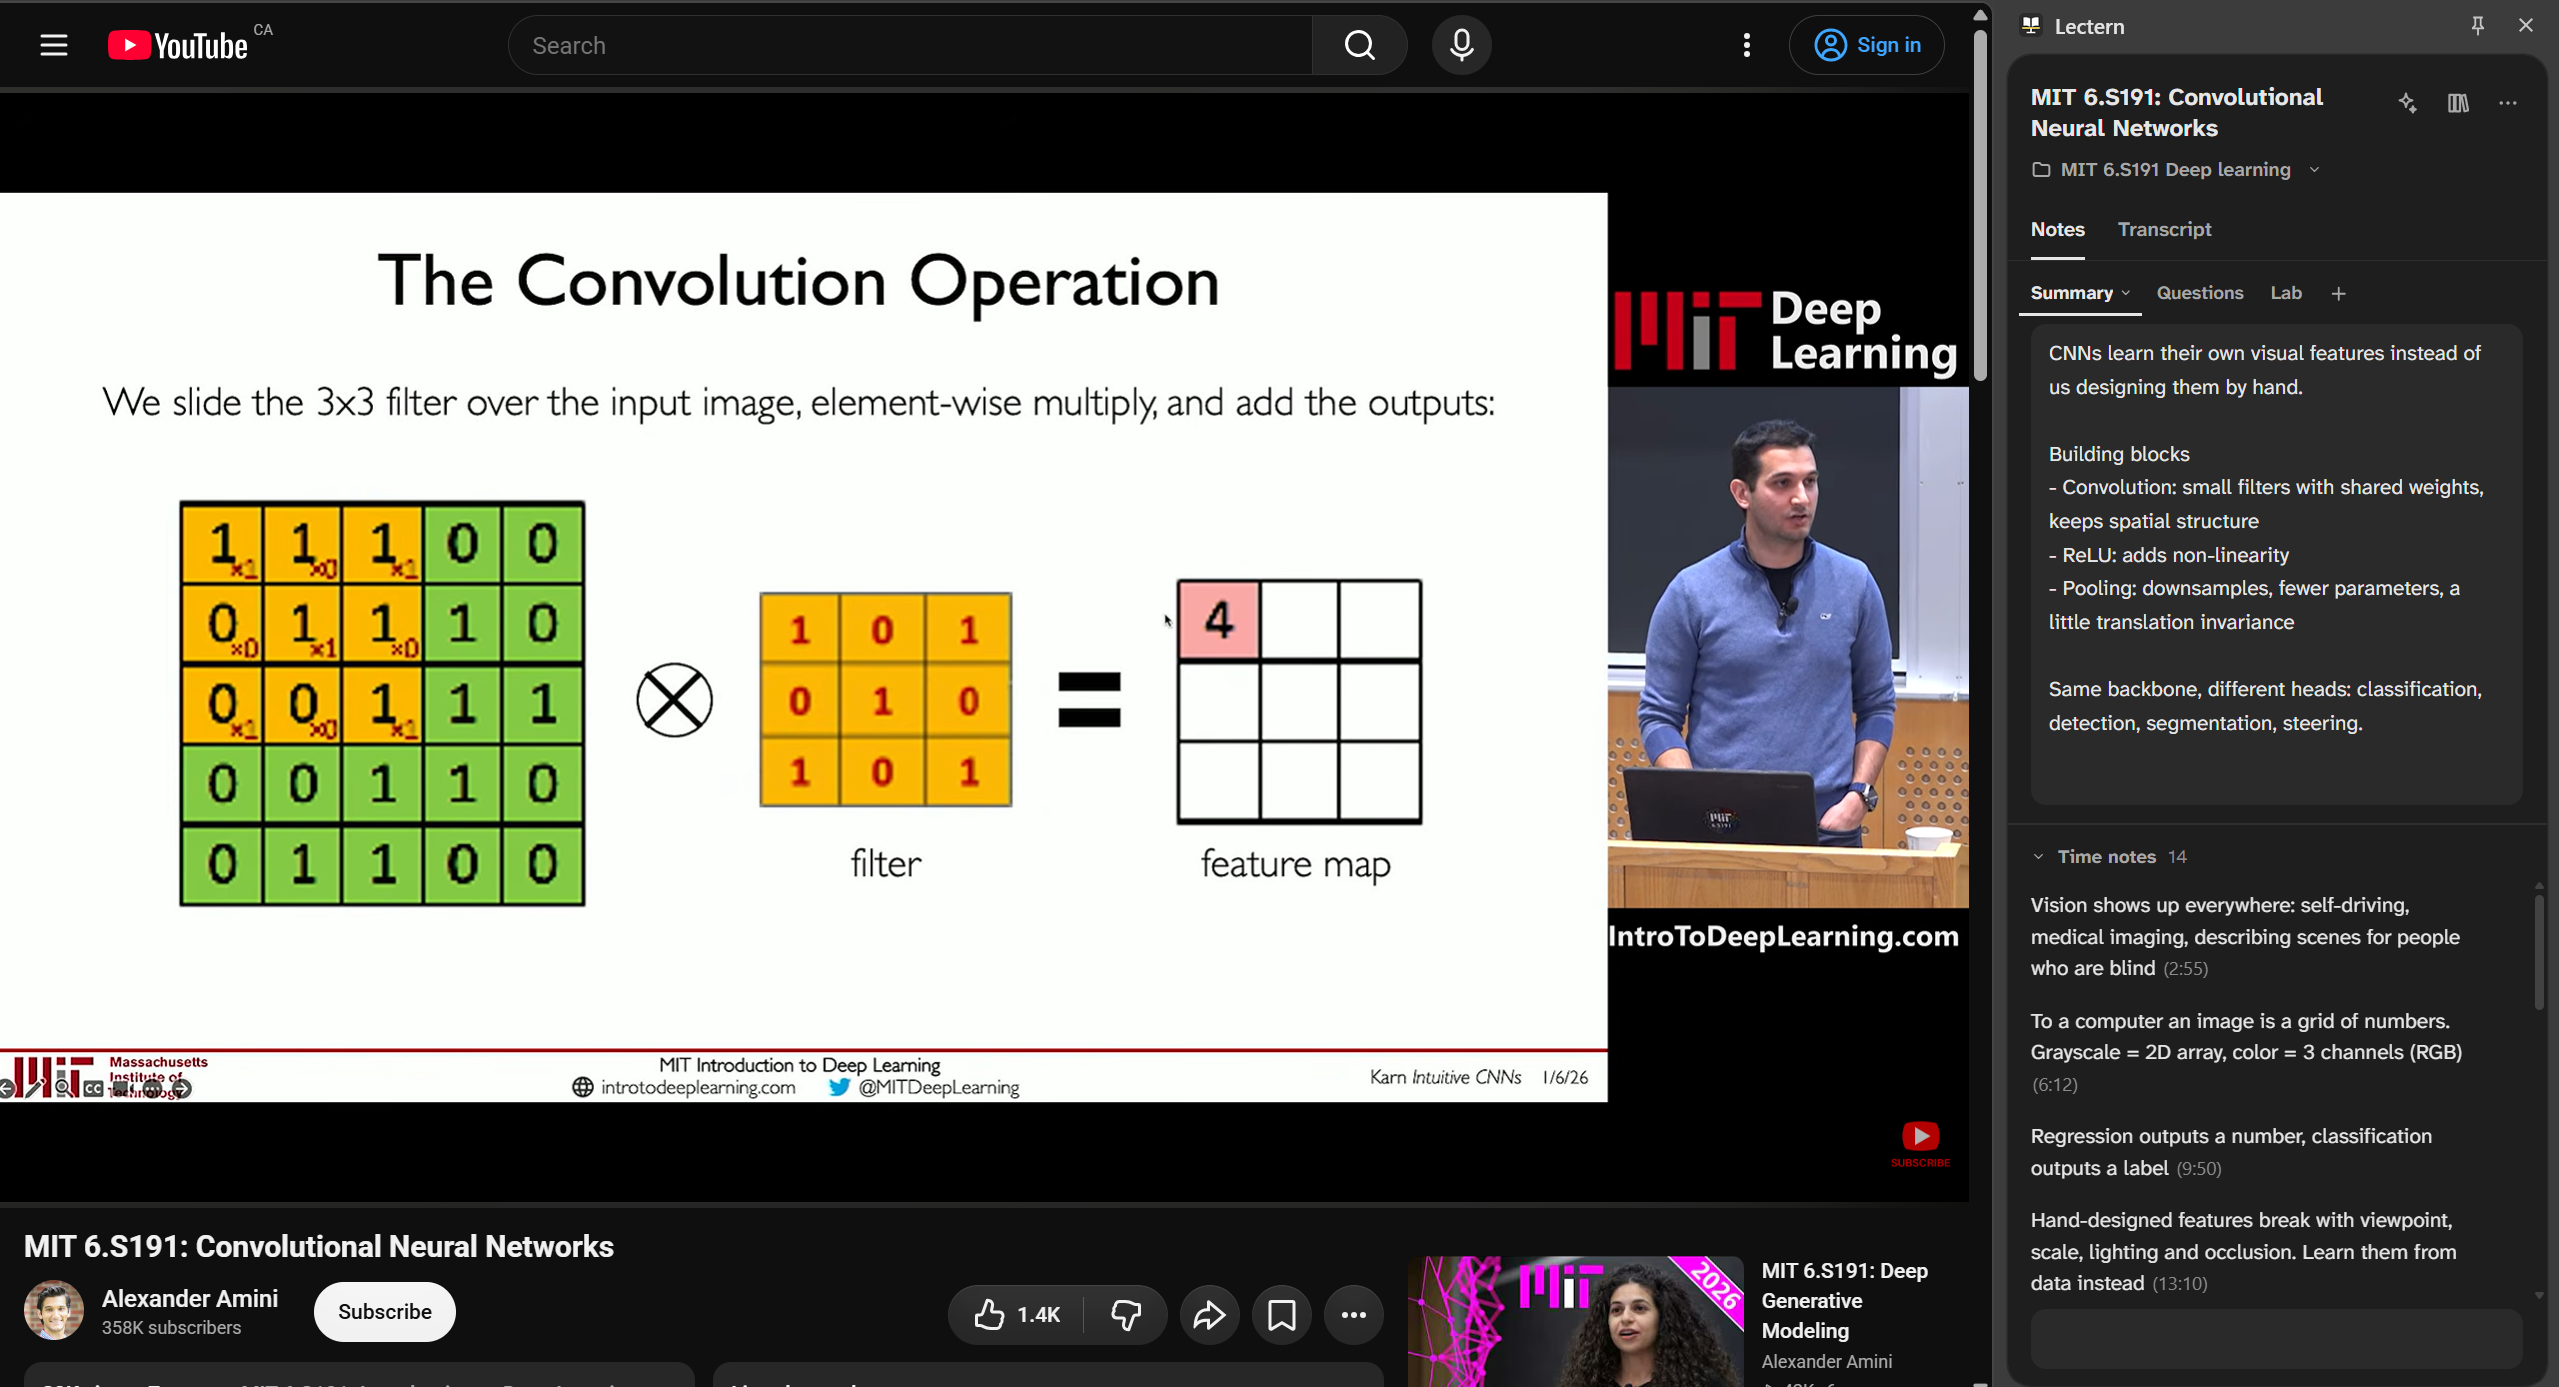 YouTube CA
Search
Sign in
The Convolution Operation
We slide the 3x3 filter over the input image, element-wise multiply, and add the outputs:
1×1 1×0 1×1 0 0
0×0 1×1 1×0 1 0
0×1 0×0 1×1 1 1
0 0 1 1 0
0 1 1 0 0
1 0 1
0 1 0
1 0 1
filter
=
4
feature map
Massachusetts
Institute of
Technology
MIT Introduction to Deep Learning
introtodeeplearning.com @MITDeepLearning
Karn Intuitive CNNs 1/6/26
MIT Deep
Learning
IntroToDeepLearning.com
SUBSCRIBE
MIT 6.S191: Convolutional Neural Networks
Alexander Amini
358K subscribers
Subscribe
1.4K
2026
MIT 6.S191: Deep
Generative
Modeling
Alexander Amini
Lectern
MIT 6.S191: Convolutional
Neural Networks
MIT 6.S191 Deep learning
Notes Transcript
Summary Questions Lab +
CNNs learn their own visual features instead of
us designing them by hand.
Building blocks
- Convolution: small filters with shared weights,
keeps spatial structure
- ReLU: adds non-linearity
- Pooling: downsamples, fewer parameters, a
little translation invariance
Same backbone, different heads: classification,
detection, segmentation, steering.
Time notes 14
Vision shows up everywhere: self-driving,
medical imaging, describing scenes for people
who are blind (2:55)
To a computer an image is a grid of numbers.
Grayscale = 2D array, color = 3 channels (RGB)
(6:12)
Regression outputs a number, classification
outputs a label (9:50)
Hand-designed features break with viewpoint,
scale, lighting and occlusion. Learn them from
data instead (13:10)